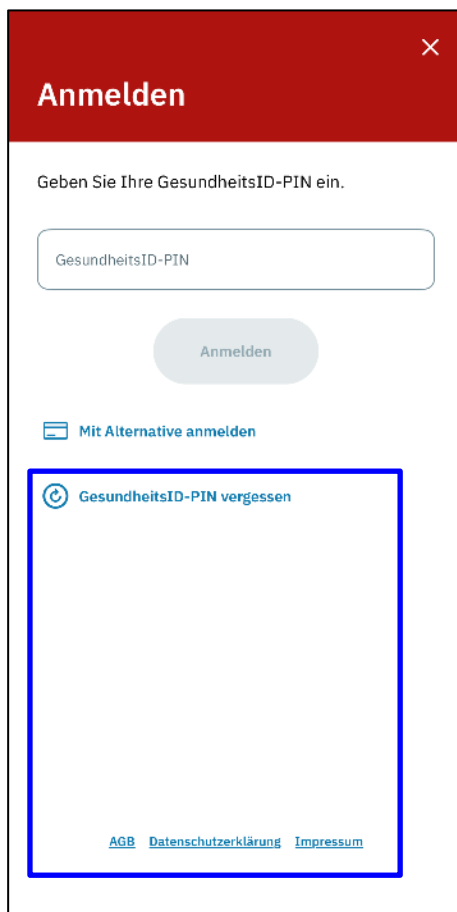 Anmelden
Geben Sie Ihre GesundheitsID-PIN ein.
GesundheitsID-PIN
Anmelden
Mit Alternative anmelden
GesundheitsID-PIN vergessen
AGB Datenschutzerklärung Impressum